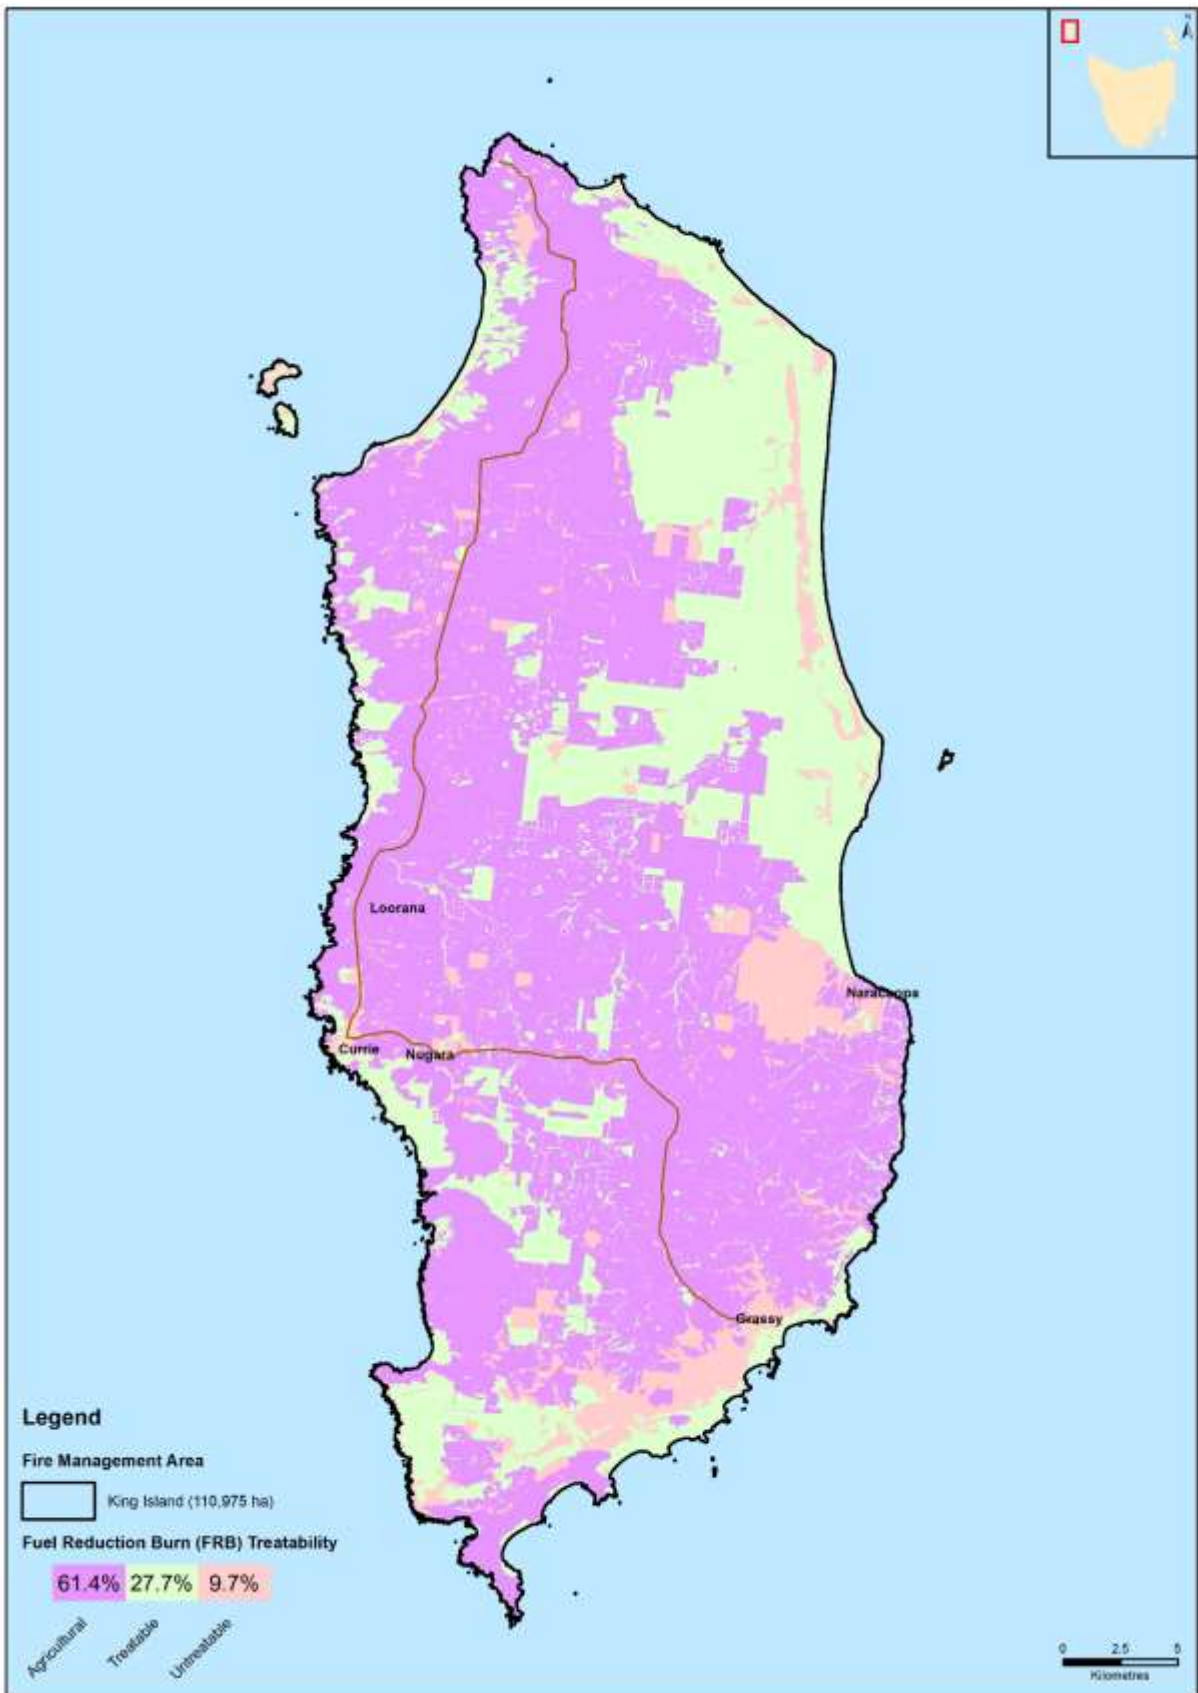 N
Loorana
Naracoopa
Currie
Nugara
Grassy
Legend
Fire Management Area
King Island (110,975 ha)
Fuel Reduction Burn (FRB) Treatability
61.4% 27.7% 9.7%
Agricultural Treatable Untreatable
0 2.5 5
Kilometres